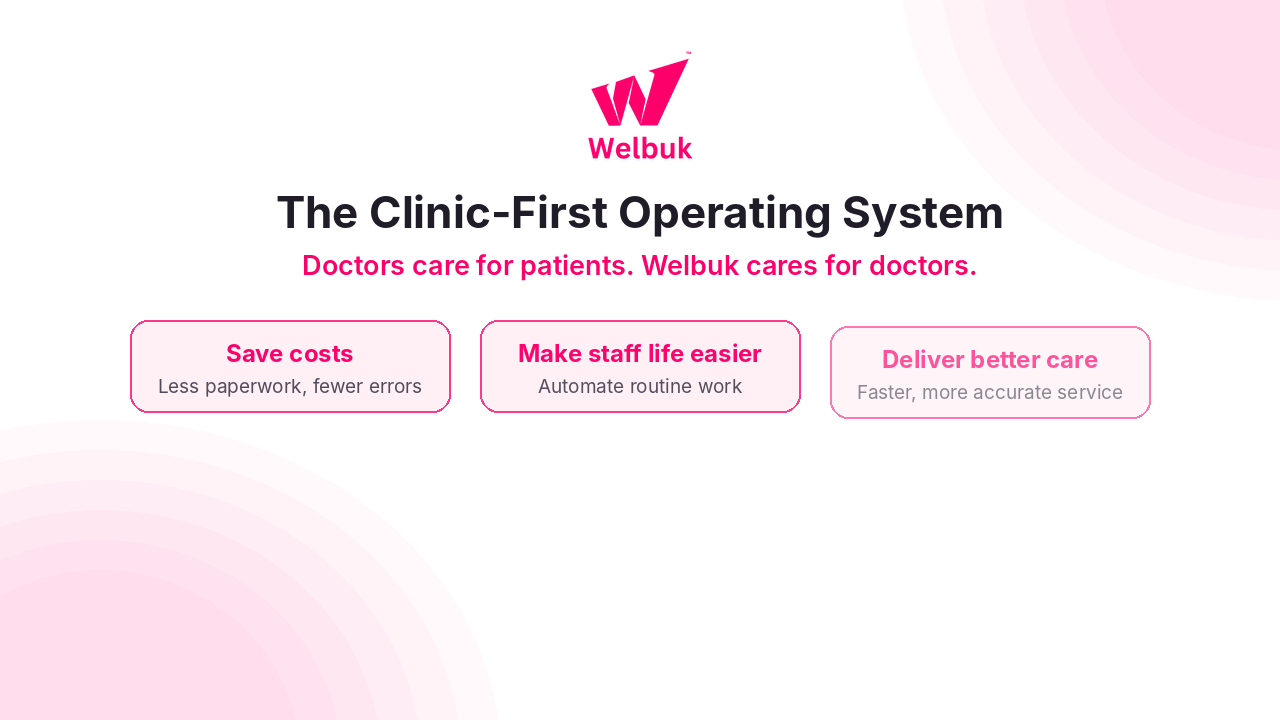 ™
Welbuk
The Clinic-First Operating System
Doctors care for patients. Welbuk cares for doctors.
Save costs
Less paperwork, fewer errors
Make staff life easier
Automate routine work
Deliver better care
Faster, more accurate service